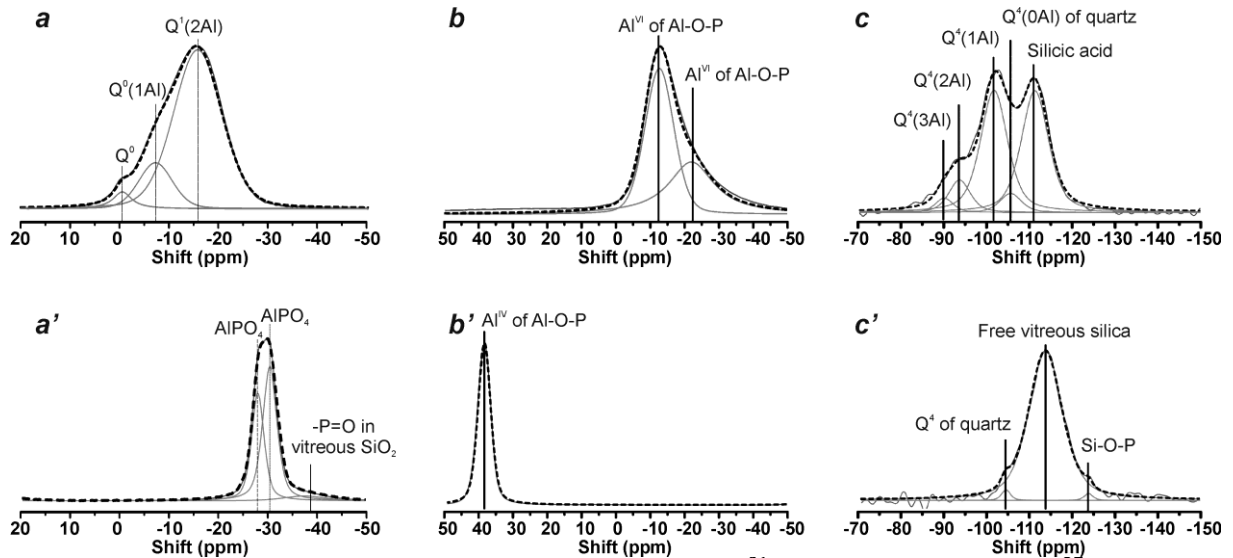 a
Q¹(2Al)
Q⁰(1Al)
Q⁰
20 10 0 -10 -20 -30 -40 -50
Shift (ppm)
b
Alⱽᴵ of Al-O-P
Alⱽᴵ of Al-O-P
50 40 30 20 10 0 -10 -20 -30 -40 -50
Shift (ppm)
c
Q⁴(0Al) of quartz
Q⁴(1Al)
Silicic acid
Q⁴(2Al)
Q⁴(3Al)
-70 -80 -90 -100 -110 -120 -130 -140 -150
Shift (ppm)
a’
AlPO₄
AlPO₄
-P=O in
vitreous SiO₂
20 10 0 -10 -20 -30 -40 -50
Shift (ppm)
b’
Alᴵⱽ of Al-O-P
50 40 30 20 10 0 -10 -20 -30 -40 -50
Shift (ppm)
c’
Free vitreous silica
Q⁴ of quartz
Si-O-P
-70 -80 -90 -100 -110 -120 -130 -140 -150
Shift (ppm)